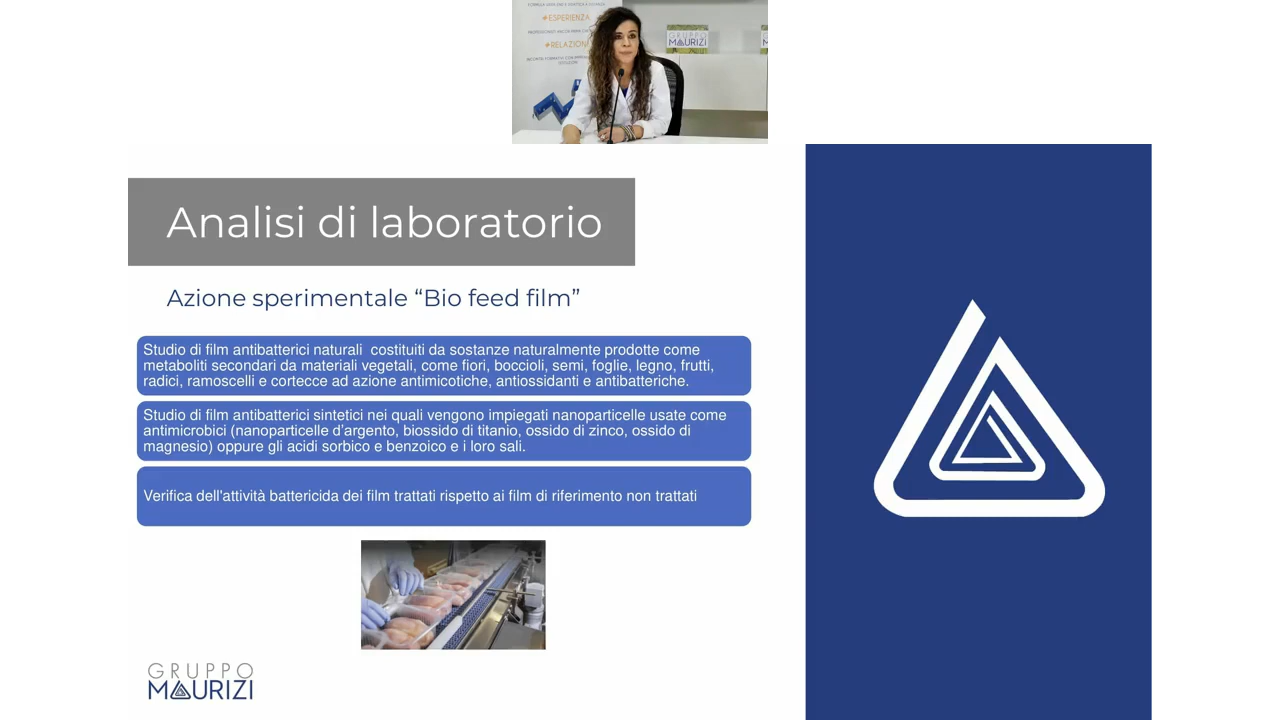 #ESPERIENZA
#RELAZIONE
GRUPPO
MAURIZI
Analisi di laboratorio
Azione sperimentale “Bio feed film”
Studio di film antibatterici naturali  costituiti da sostanze naturalmente prodotte come
metaboliti secondari da materiali vegetali, come fiori, boccioli, semi, foglie, legno, frutti,
radici, ramoscelli e cortecce ad azione antimicotiche, antiossidanti e antibatteriche.
Studio di film antibatterici sintetici nei quali vengono impiegati nanoparticelle usate come
antimicrobici (nanoparticelle d’argento, biossido di titanio, ossido di zinco, ossido di
magnesio) oppure gli acidi sorbico e benzoico e i loro sali.
Verifica dell'attività battericida dei film trattati rispetto ai film di riferimento non trattati
GRUPPO
MAURIZI